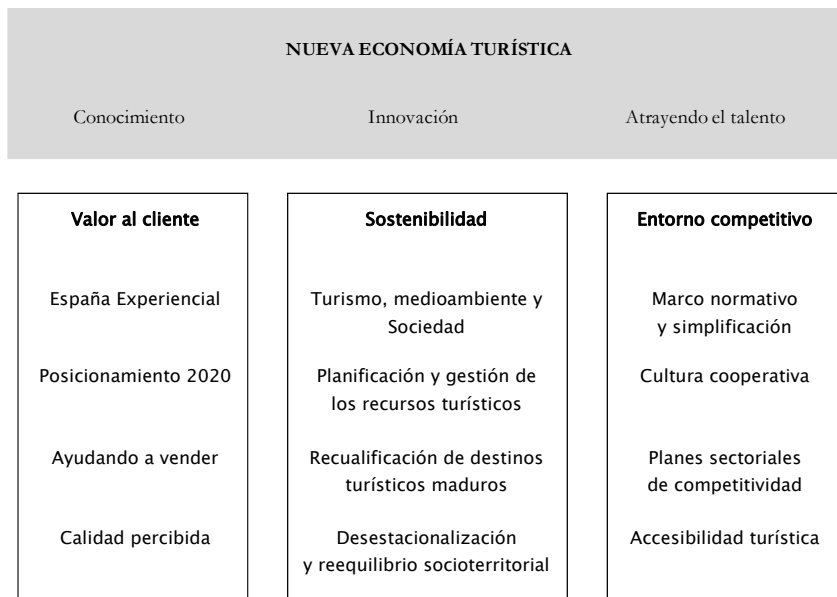 NUEVA ECONOMÍA TURÍSTICA
Conocimiento
Innovación
Atrayendo el talento
Valor al cliente
España Experiencial
Posicionamiento 2020
Ayudando a vender
Calidad percibida
Sostenibilidad
Turismo, medioambiente y
Sociedad
Planificación y gestión de
los recursos turísticos
Recualificación de destinos
turísticos maduros
Desestacionalización
y reequilibrio socioterritorial
Entorno competitivo
Marco normativo
y simplificación
Cultura cooperativa
Planes sectoriales
de competitividad
Accesibilidad turística